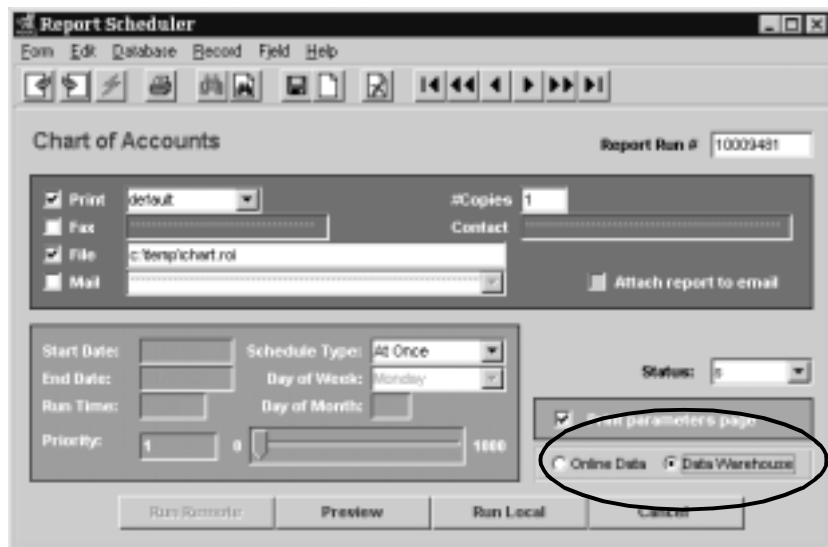 Report Scheduler
Form Edit Database Record Field Help
Chart of Accounts
Report Run # 10009481
Print default #Copies 1
Fax Contact
File c:\temp\chart.roi
Mail Attach report to email
Start Date: Schedule Type: At Once
End Date: Day of Week: Monday
Status: s
Run Time: Day of Month:
Print parameters page
Priority: 1 0 1000
Online Data Data Warehouse
Run Remote Preview Run Local Cancel